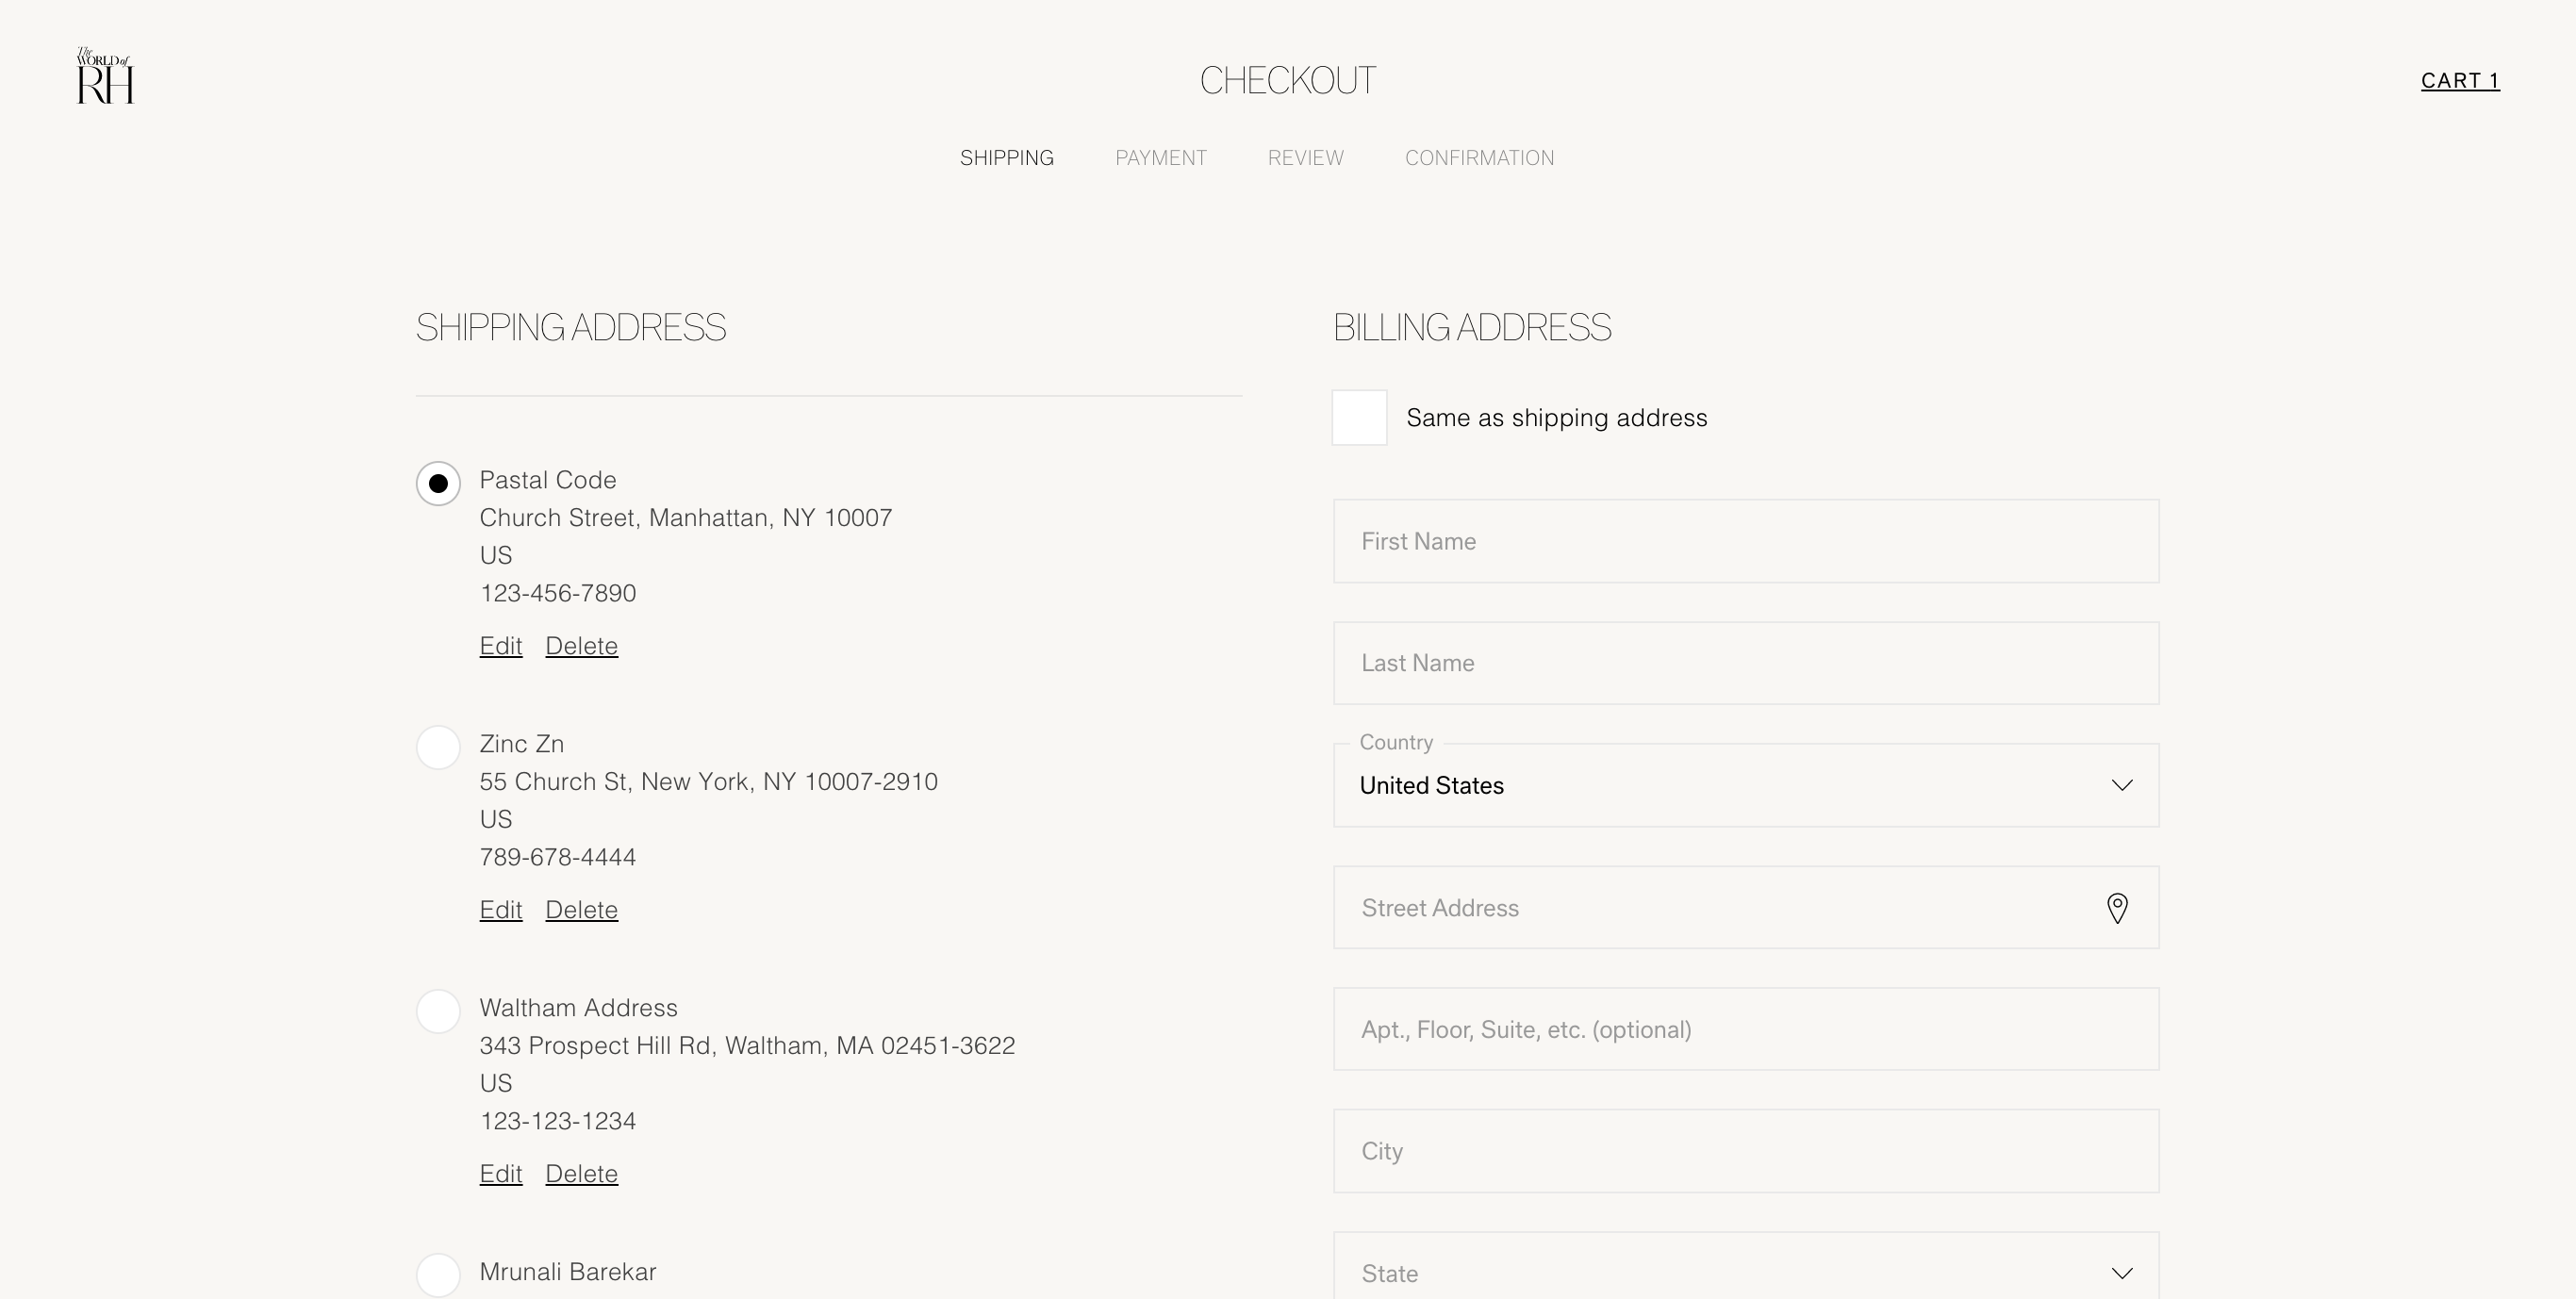 The
WORLD of
RH
CHECKOUT
CART 1
SHIPPING PAYMENT REVIEW CONFIRMATION
SHIPPING ADDRESS
Pastal Code
Church Street, Manhattan, NY 10007
US
123-456-7890
Edit Delete
Zinc Zn
55 Church St, New York, NY 10007-2910
US
789-678-4444
Edit Delete
Waltham Address
343 Prospect Hill Rd, Waltham, MA 02451-3622
US
123-123-1234
Edit Delete
Mrunali Barekar
BILLING ADDRESS
Same as shipping address
First Name
Last Name
Country
United States
Street Address
Apt., Floor, Suite, etc. (optional)
City
State